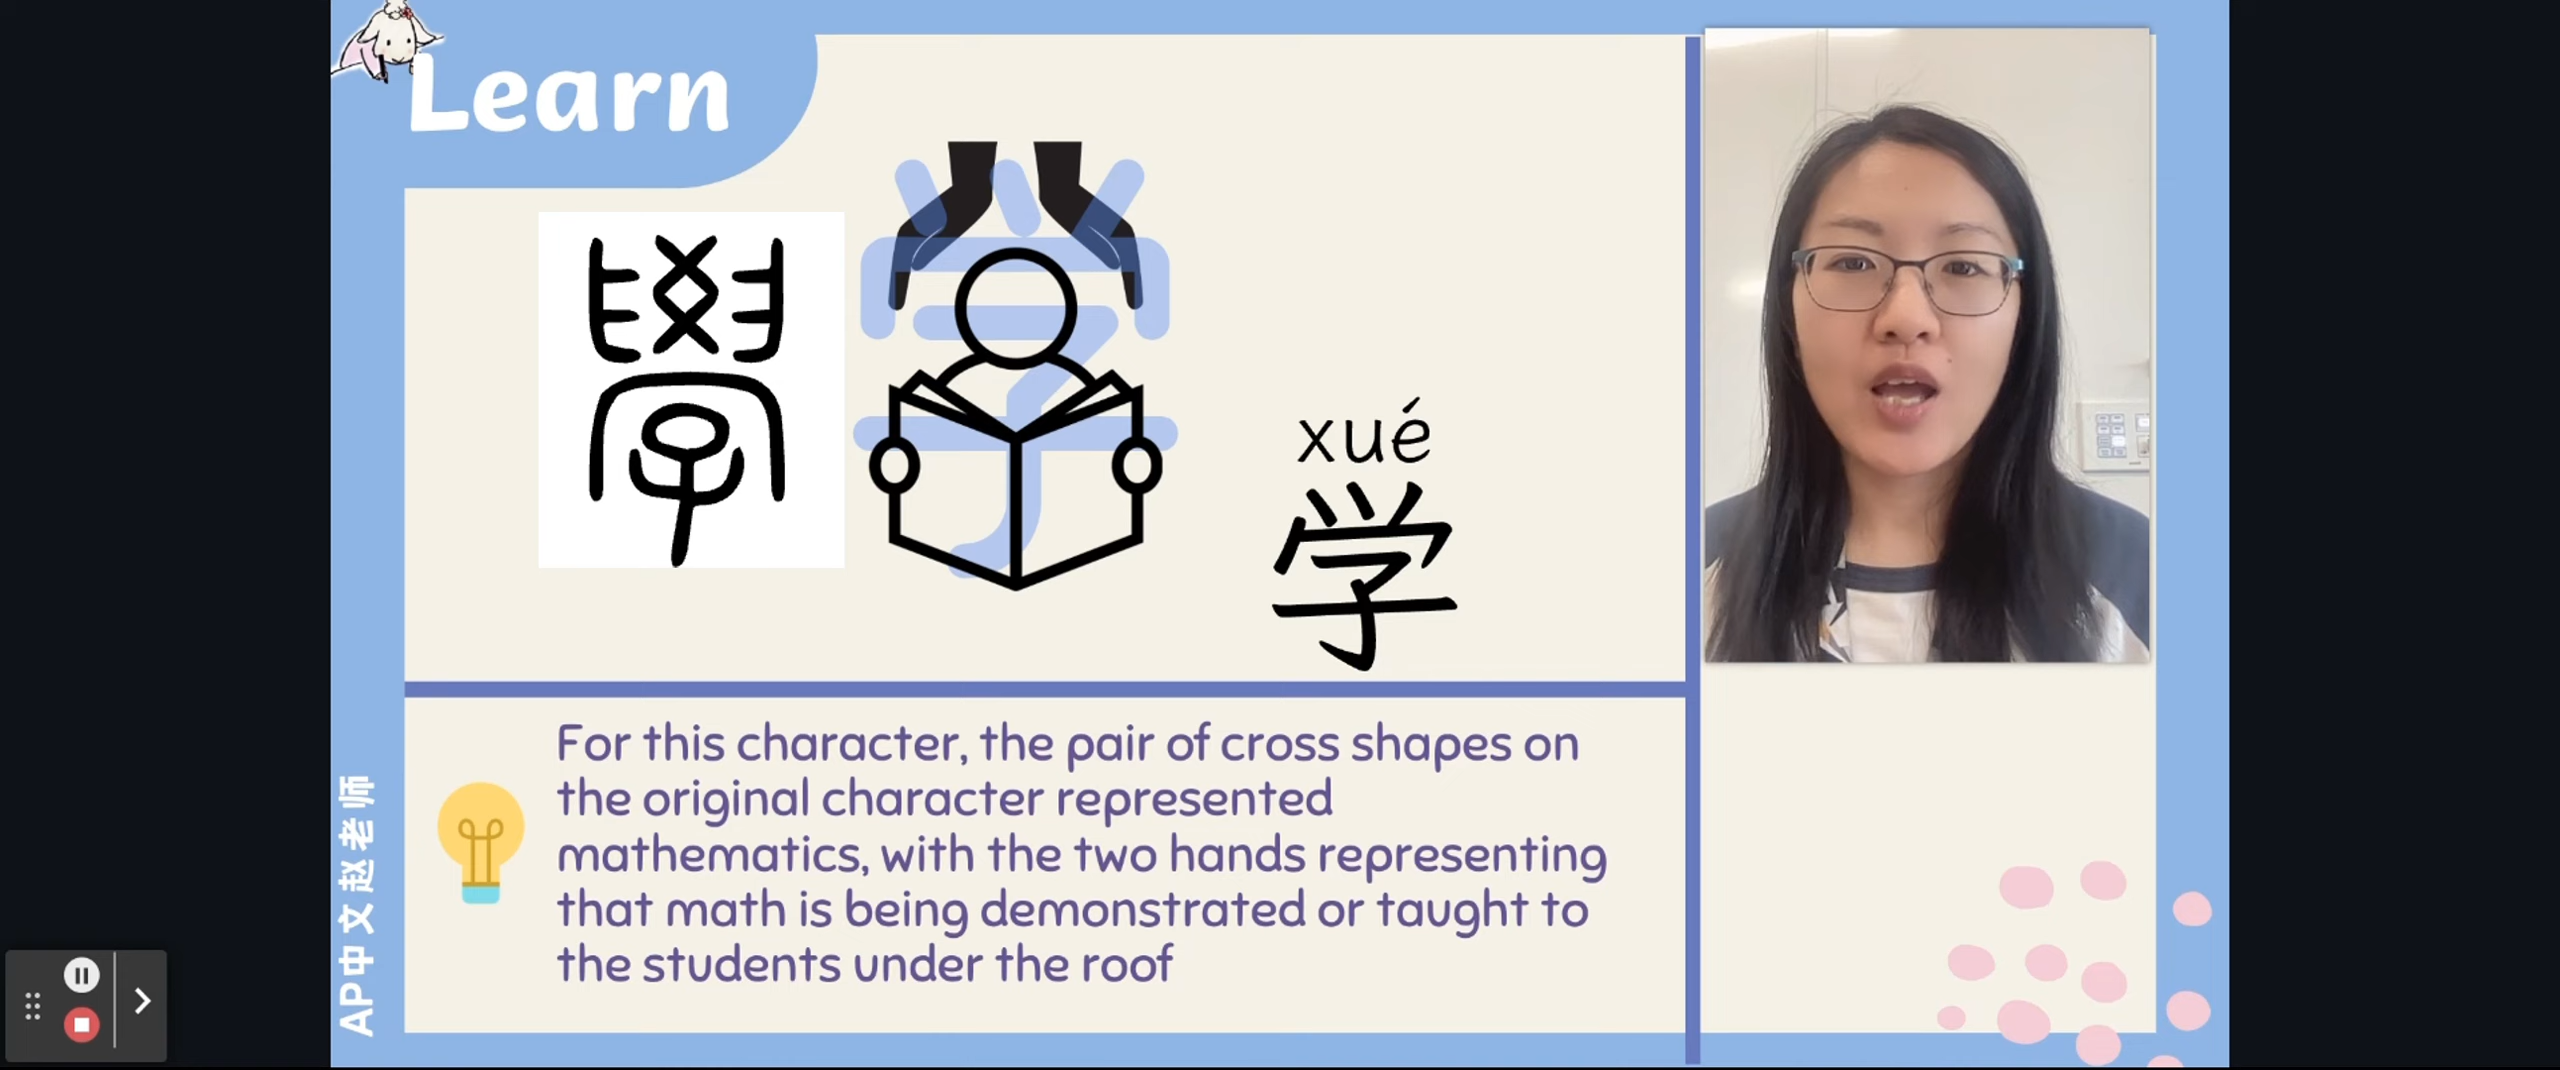 Learn
學
xué
学
For this character, the pair of cross shapes on
the original character represented
mathematics, with the two hands representing
that math is being demonstrated or taught to
the students under the roof
AP中文赵老师